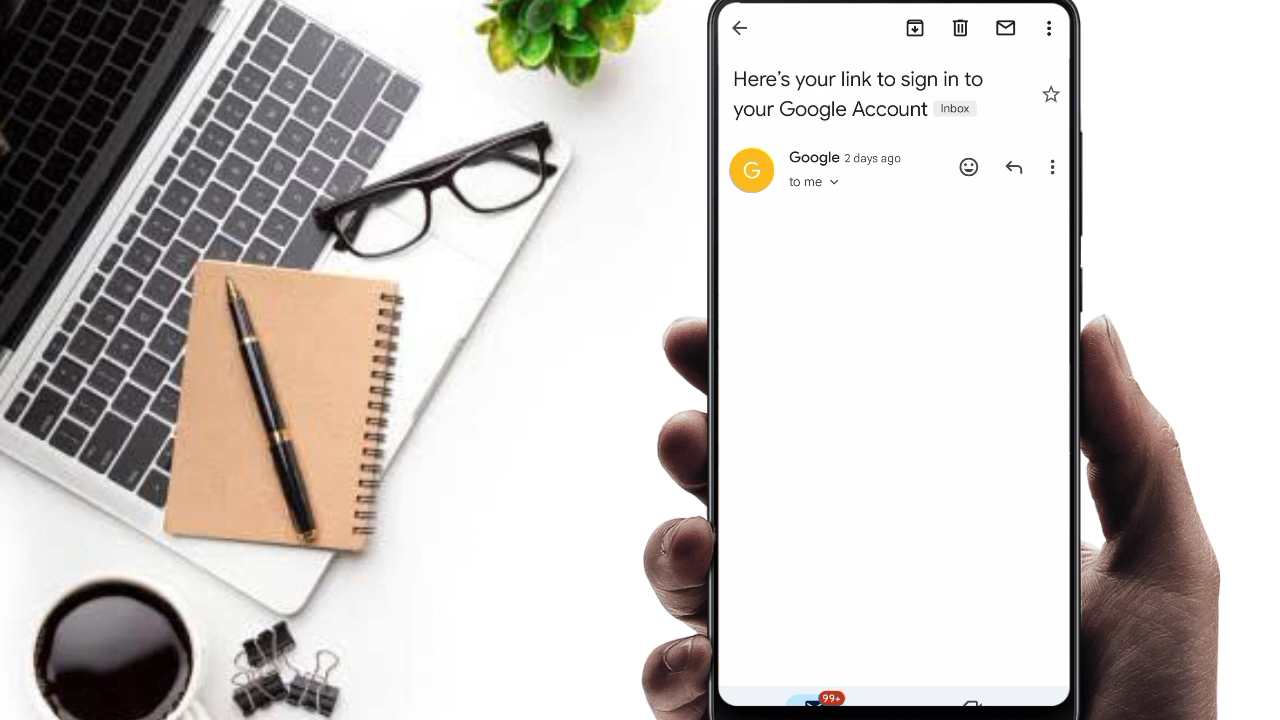 Here’s your link to sign in to
your Google Account Inbox
G
Google 2 days ago
to me
99+